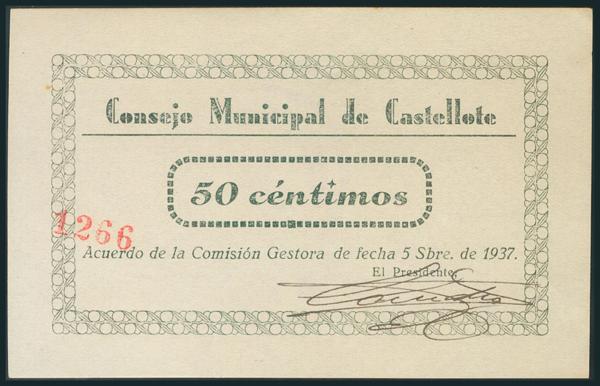 Consejo Municipal de Castellote
50 céntimos
1266
Acuerdo de la Comisión Gestora de fecha 5 Sbre. de 1937.
El Presidente,